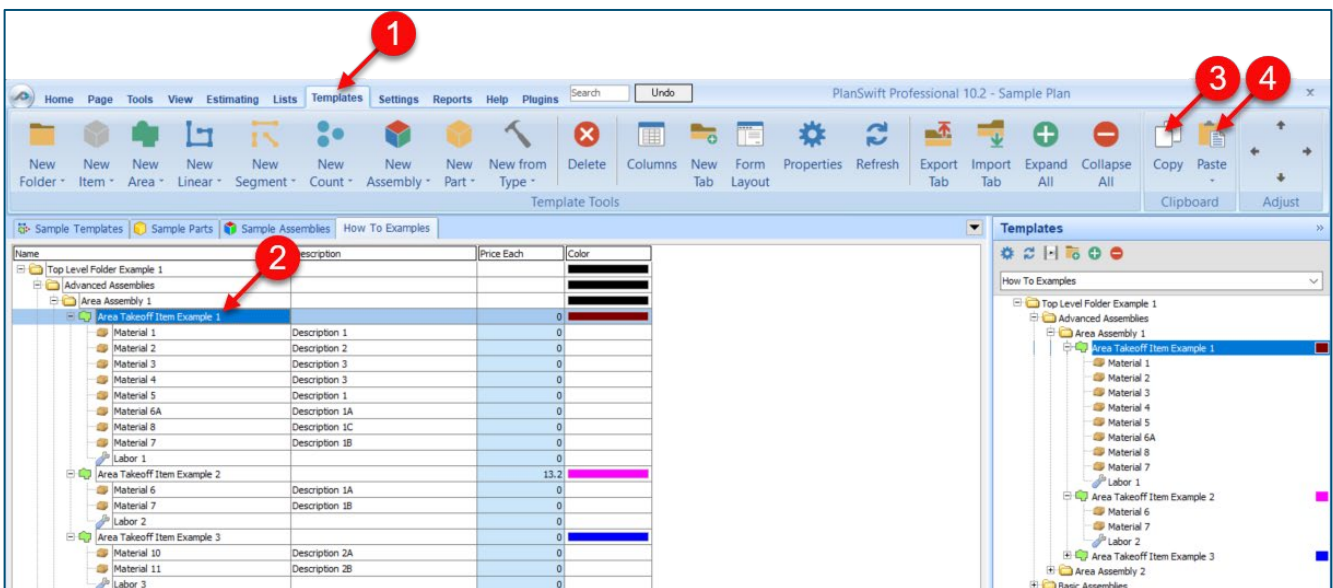 1
3 4
Home Page Tools View Estimating Lists Templates Settings Reports Help Plugins Search Undo PlanSwift Professional 10.2 - Sample Plan x
New Folder New Item New Area New Linear New Segment New Count New Assembly New Part New from Type Delete Columns New Tab Form Layout Properties Refresh Export Tab Import Tab Expand All Collapse All Copy Paste
Template Tools Clipboard Adjust
Sample Templates Sample Parts Sample Assemblies How To Examples
2
Name escription Price Each Color
Top Level Folder Example 1
Advanced Assemblies
Area Assembly 1
Area Takeoff Item Example 1 0
Material 1 Description 1 0
Material 2 Description 2 0
Material 3 Description 3 0
Material 4 Description 3 0
Material 5 Description 1 0
Material 6A Description 1A 0
Material 8 Description 1C 0
Material 7 Description 1B 0
Labor 1 0
Area Takeoff Item Example 2 13.2
Material 6 Description 1A 0
Material 7 Description 1B 0
Labor 2 0
Area Takeoff Item Example 3 0
Material 10 Description 2A 0
Material 11 Description 2B 0
Labor 3 0
Templates »
How To Examples
Top Level Folder Example 1
Advanced Assemblies
Area Assembly 1
Area Takeoff Item Example 1
Material 1
Material 2
Material 3
Material 4
Material 5
Material 6A
Material 8
Material 7
Labor 1
Area Takeoff Item Example 2
Material 6
Material 7
Labor 2
Area Takeoff Item Example 3
Area Assembly 2
Basic Assemblies